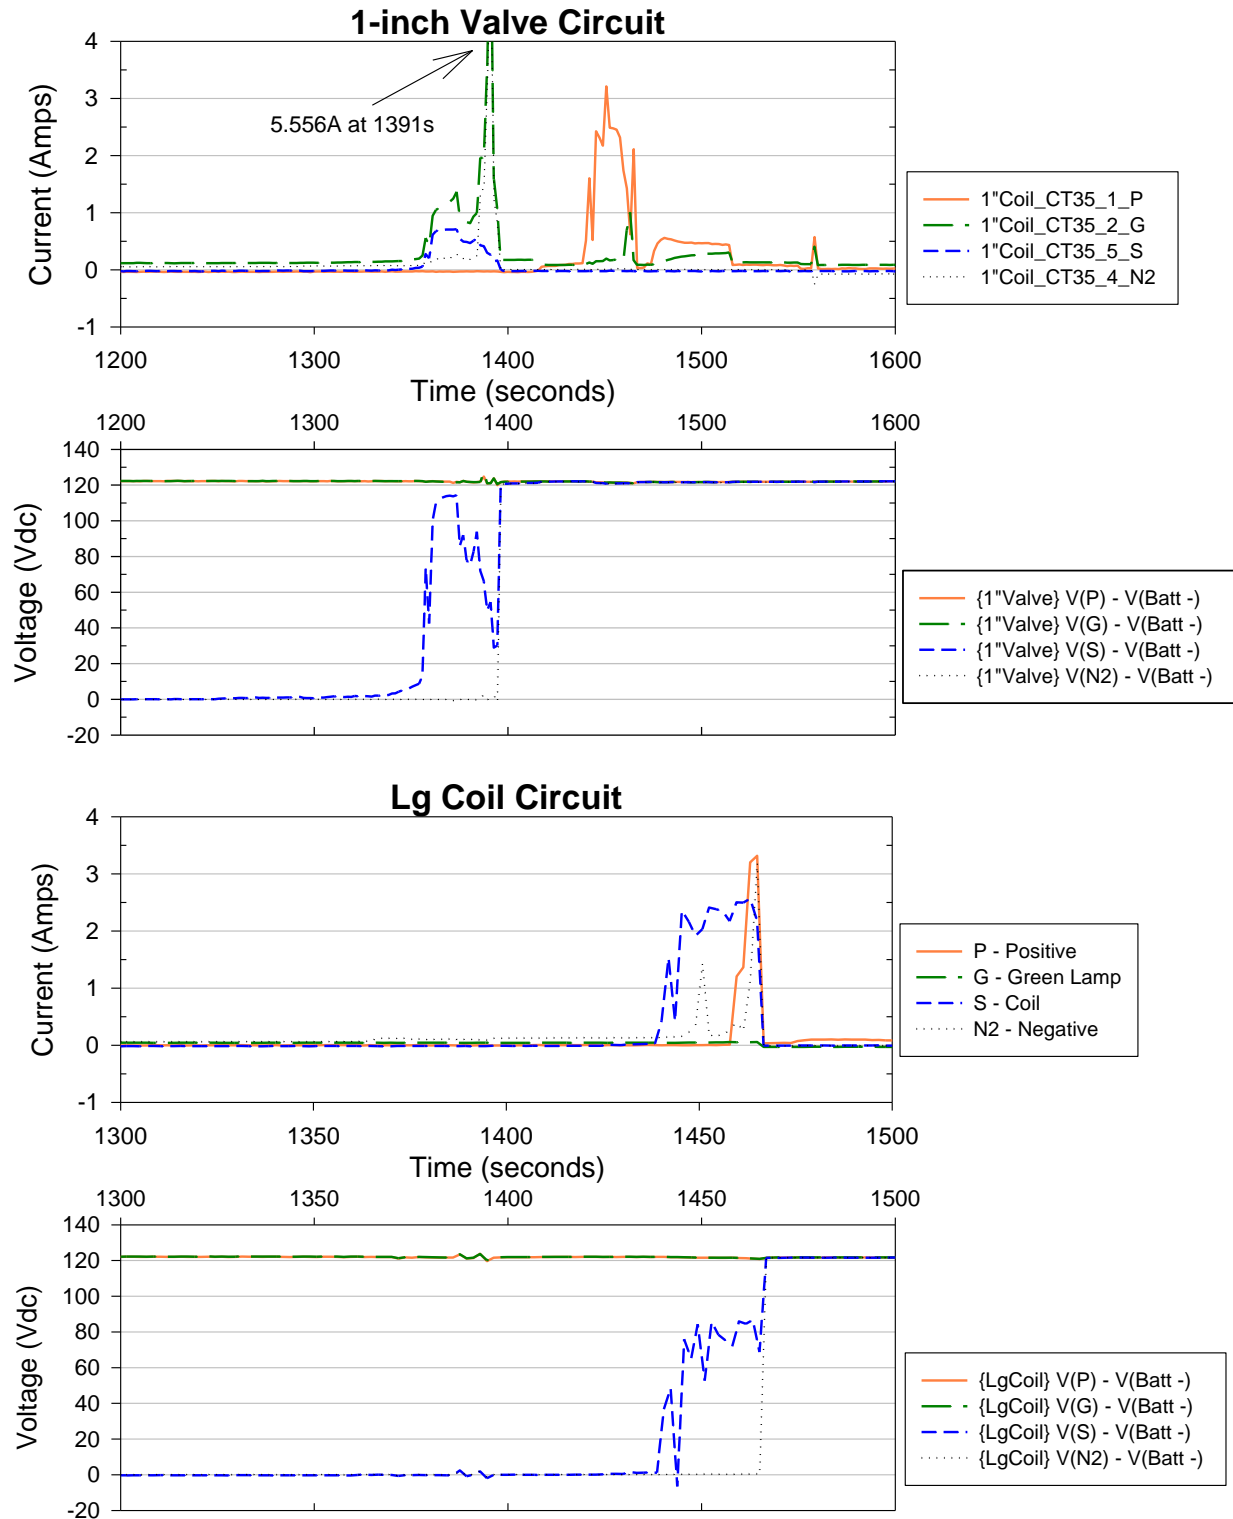 1-inch Valve Circuit
4
3
2
1
0
-1
Current (Amps)
5.556A at 1391s
1"Coil_CT35_1_P
1"Coil_CT35_2_G
1"Coil_CT35_5_S
1"Coil_CT35_4_N2
1200 1300 1400 1500 1600
Time (seconds)
1200 1300 1400 1500 1600
140
120
100
80
60
40
20
0
-20
Voltage (Vdc)
{1"Valve} V(P) - V(Batt -)
{1"Valve} V(G) - V(Batt -)
{1"Valve} V(S) - V(Batt -)
{1"Valve} V(N2) - V(Batt -)
Lg Coil Circuit
4
3
2
1
0
-1
Current (Amps)
P - Positive
G - Green Lamp
S - Coil
N2 - Negative
1300 1350 1400 1450 1500
Time (seconds)
1300 1350 1400 1450 1500
140
120
100
80
60
40
20
0
-20
Voltage (Vdc)
{LgCoil} V(P) - V(Batt -)
{LgCoil} V(G) - V(Batt -)
{LgCoil} V(S) - V(Batt -)
{LgCoil} V(N2) - V(Batt -)